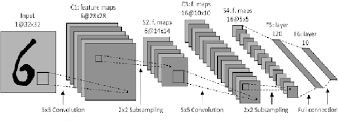 Input
1@32x32
C1: feature maps
6@28x28
S2: f. maps
6@14x14
C3: f. maps
16@10x10
S4: f. maps
16@5x5
F5: layer
120
F6: layer
10
5x5 Convolution
2x2 Subsampling
5x5 Convolution
2x2 Subsampling
Full connection